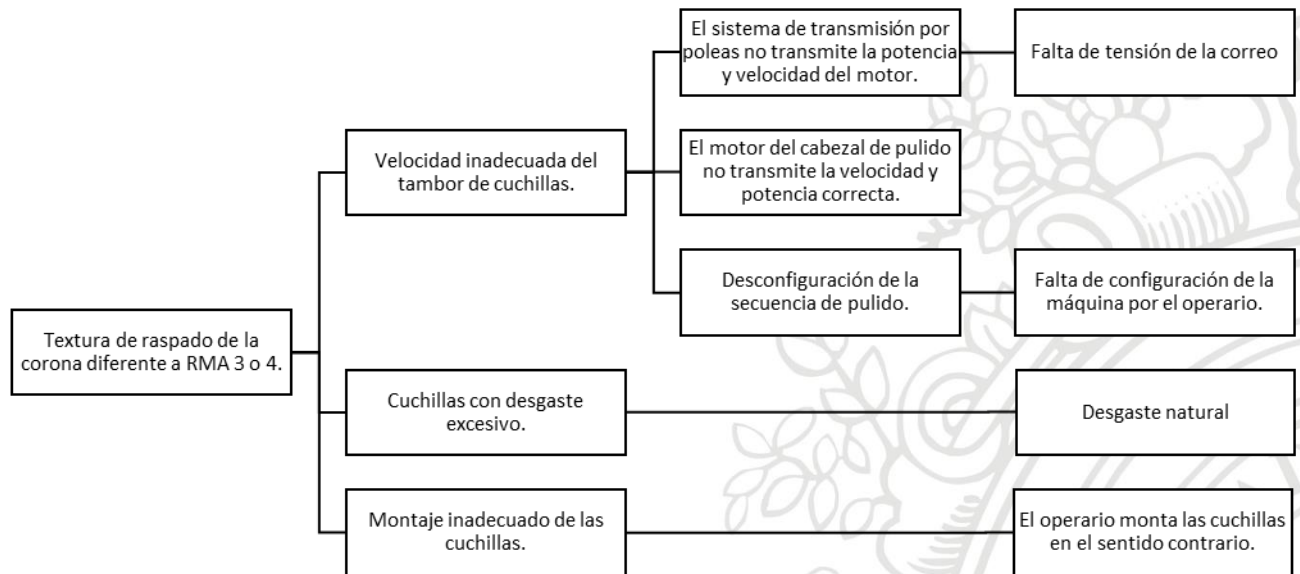 El sistema de transmisión por
poleas no transmite la potencia
y velocidad del motor.
Falta de tensión de la correo
Velocidad inadecuada del
tambor de cuchillas.
El motor del cabezal de pulido
no transmite la velocidad y
potencia correcta.
Desconfiguración de la
secuencia de pulido.
Falta de configuración de la
máquina por el operario.
Textura de raspado de la
corona diferente a RMA 3 o 4.
Cuchillas con desgaste
excesivo.
Desgaste natural
Montaje inadecuado de las
cuchillas.
El operario monta las cuchillas
en el sentido contrario.